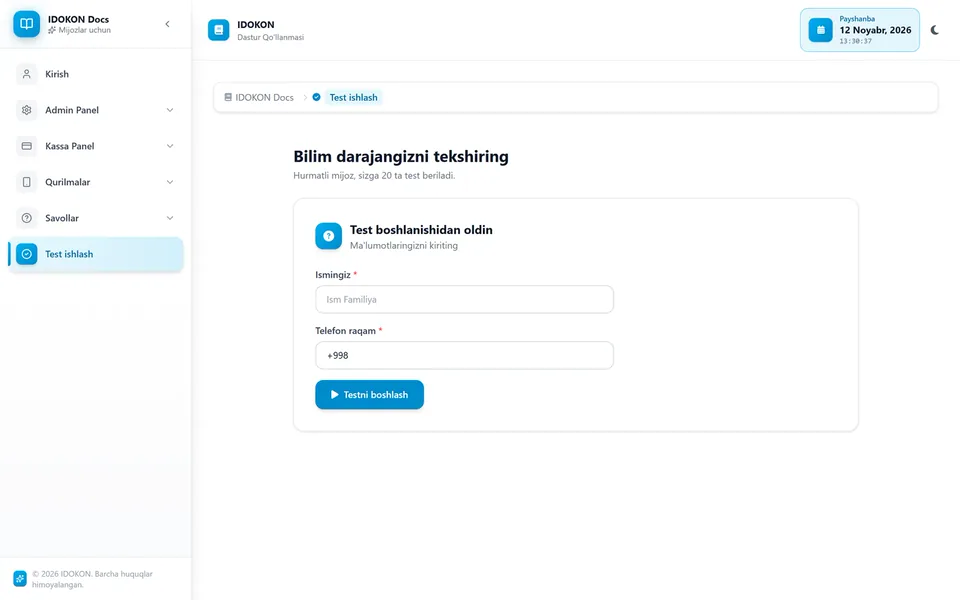 IDOKON Docs
Mijozlar uchun
Kirish
Admin Panel
Kassa Panel
Qurilmalar
Savollar
Test ishlash
© 2026 IDOKON. Barcha huquqlar
himoyalangan.
IDOKON
Dastur Qo'llanmasi
Payshanba
12 Noyabr, 2026
13:30:37
IDOKON Docs
Test ishlash
Bilim darajangizni tekshiring
Hurmatli mijoz, sizga 20 ta test beriladi.
Test boshlanishidan oldin
Ma'lumotlaringizni kiriting
Ismingiz *
Ism Familiya
Telefon raqam *
+998
Testni boshlash